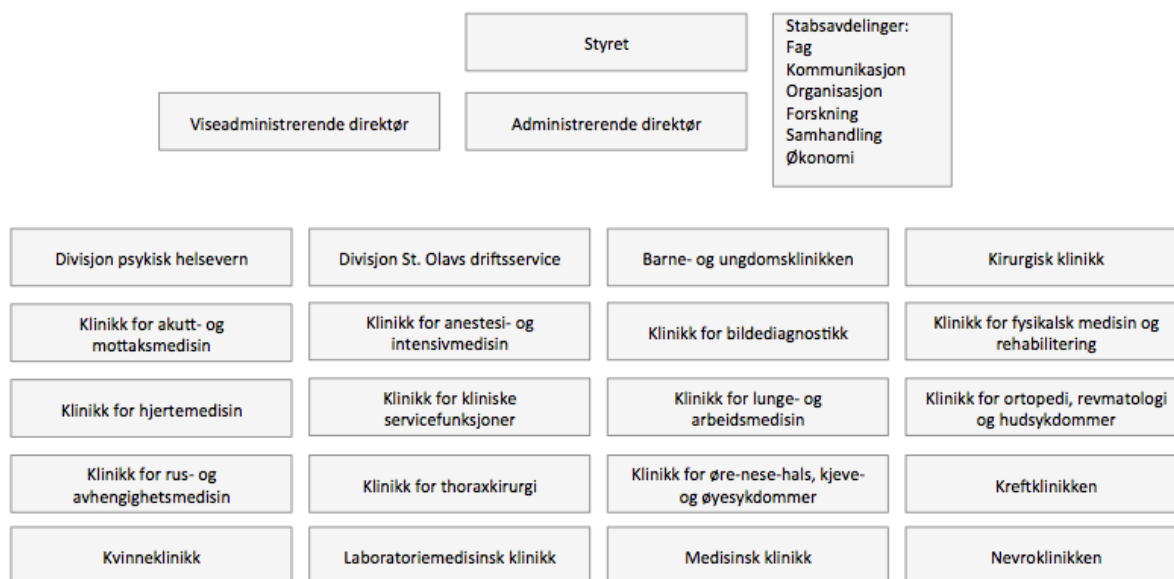 Styret
Stabsavdelinger:
Fag
Kommunikasjon
Organisasjon
Forskning
Samhandling
Økonomi
Viseadministrerende direktør
Administrerende direktør
Divisjon psykisk helsevern
Divisjon St. Olavs driftsservice
Barne- og ungdomsklinikken
Kirurgisk klinikk
Klinikk for akutt- og
mottaksmedisin
Klinikk for anestesi- og
intensivmedisin
Klinikk for bildediagnostikk
Klinikk for fysikalsk medisin og
rehabilitering
Klinikk for hjertemedisin
Klinikk for kliniske
servicefunksjoner
Klinikk for lunge- og
arbeidsmedisin
Klinikk for ortopedi, revmatologi
og hudsykdommer
Klinikk for rus- og
avhengighetsmedisin
Klinikk for thoraxkirurgi
Klinikk for øre-nese-hals, kjeve-
og øyesykdommer
Kreftklinikken
Kvinneklinikk
Laboratoriemedisinsk klinikk
Medisinsk klinikk
Nevroklinikken